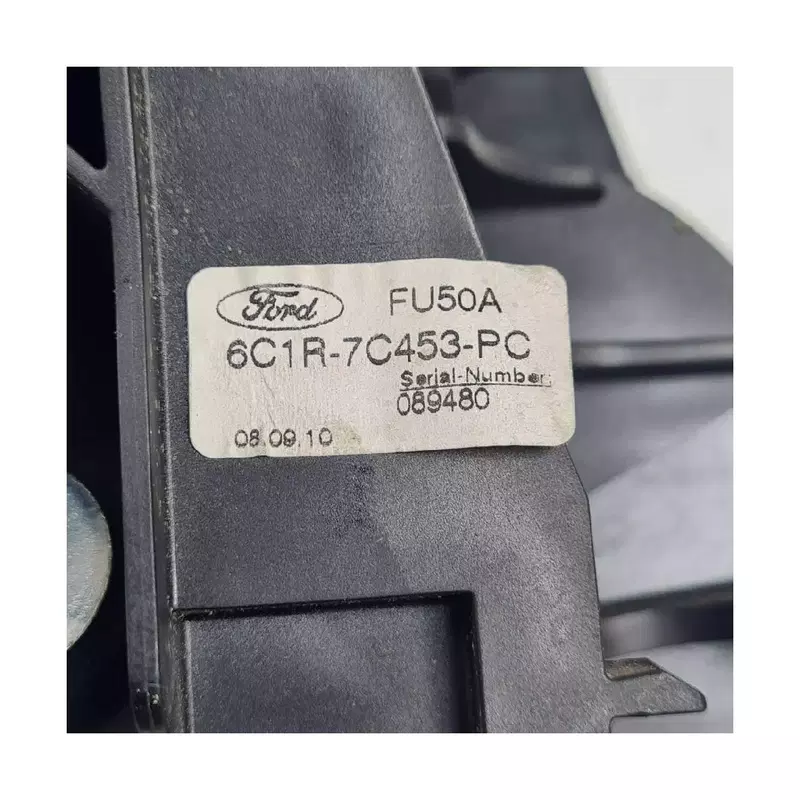 Ford FU50A
6C1R-7C453-PC
Serial-Number:
089480
08.09.10